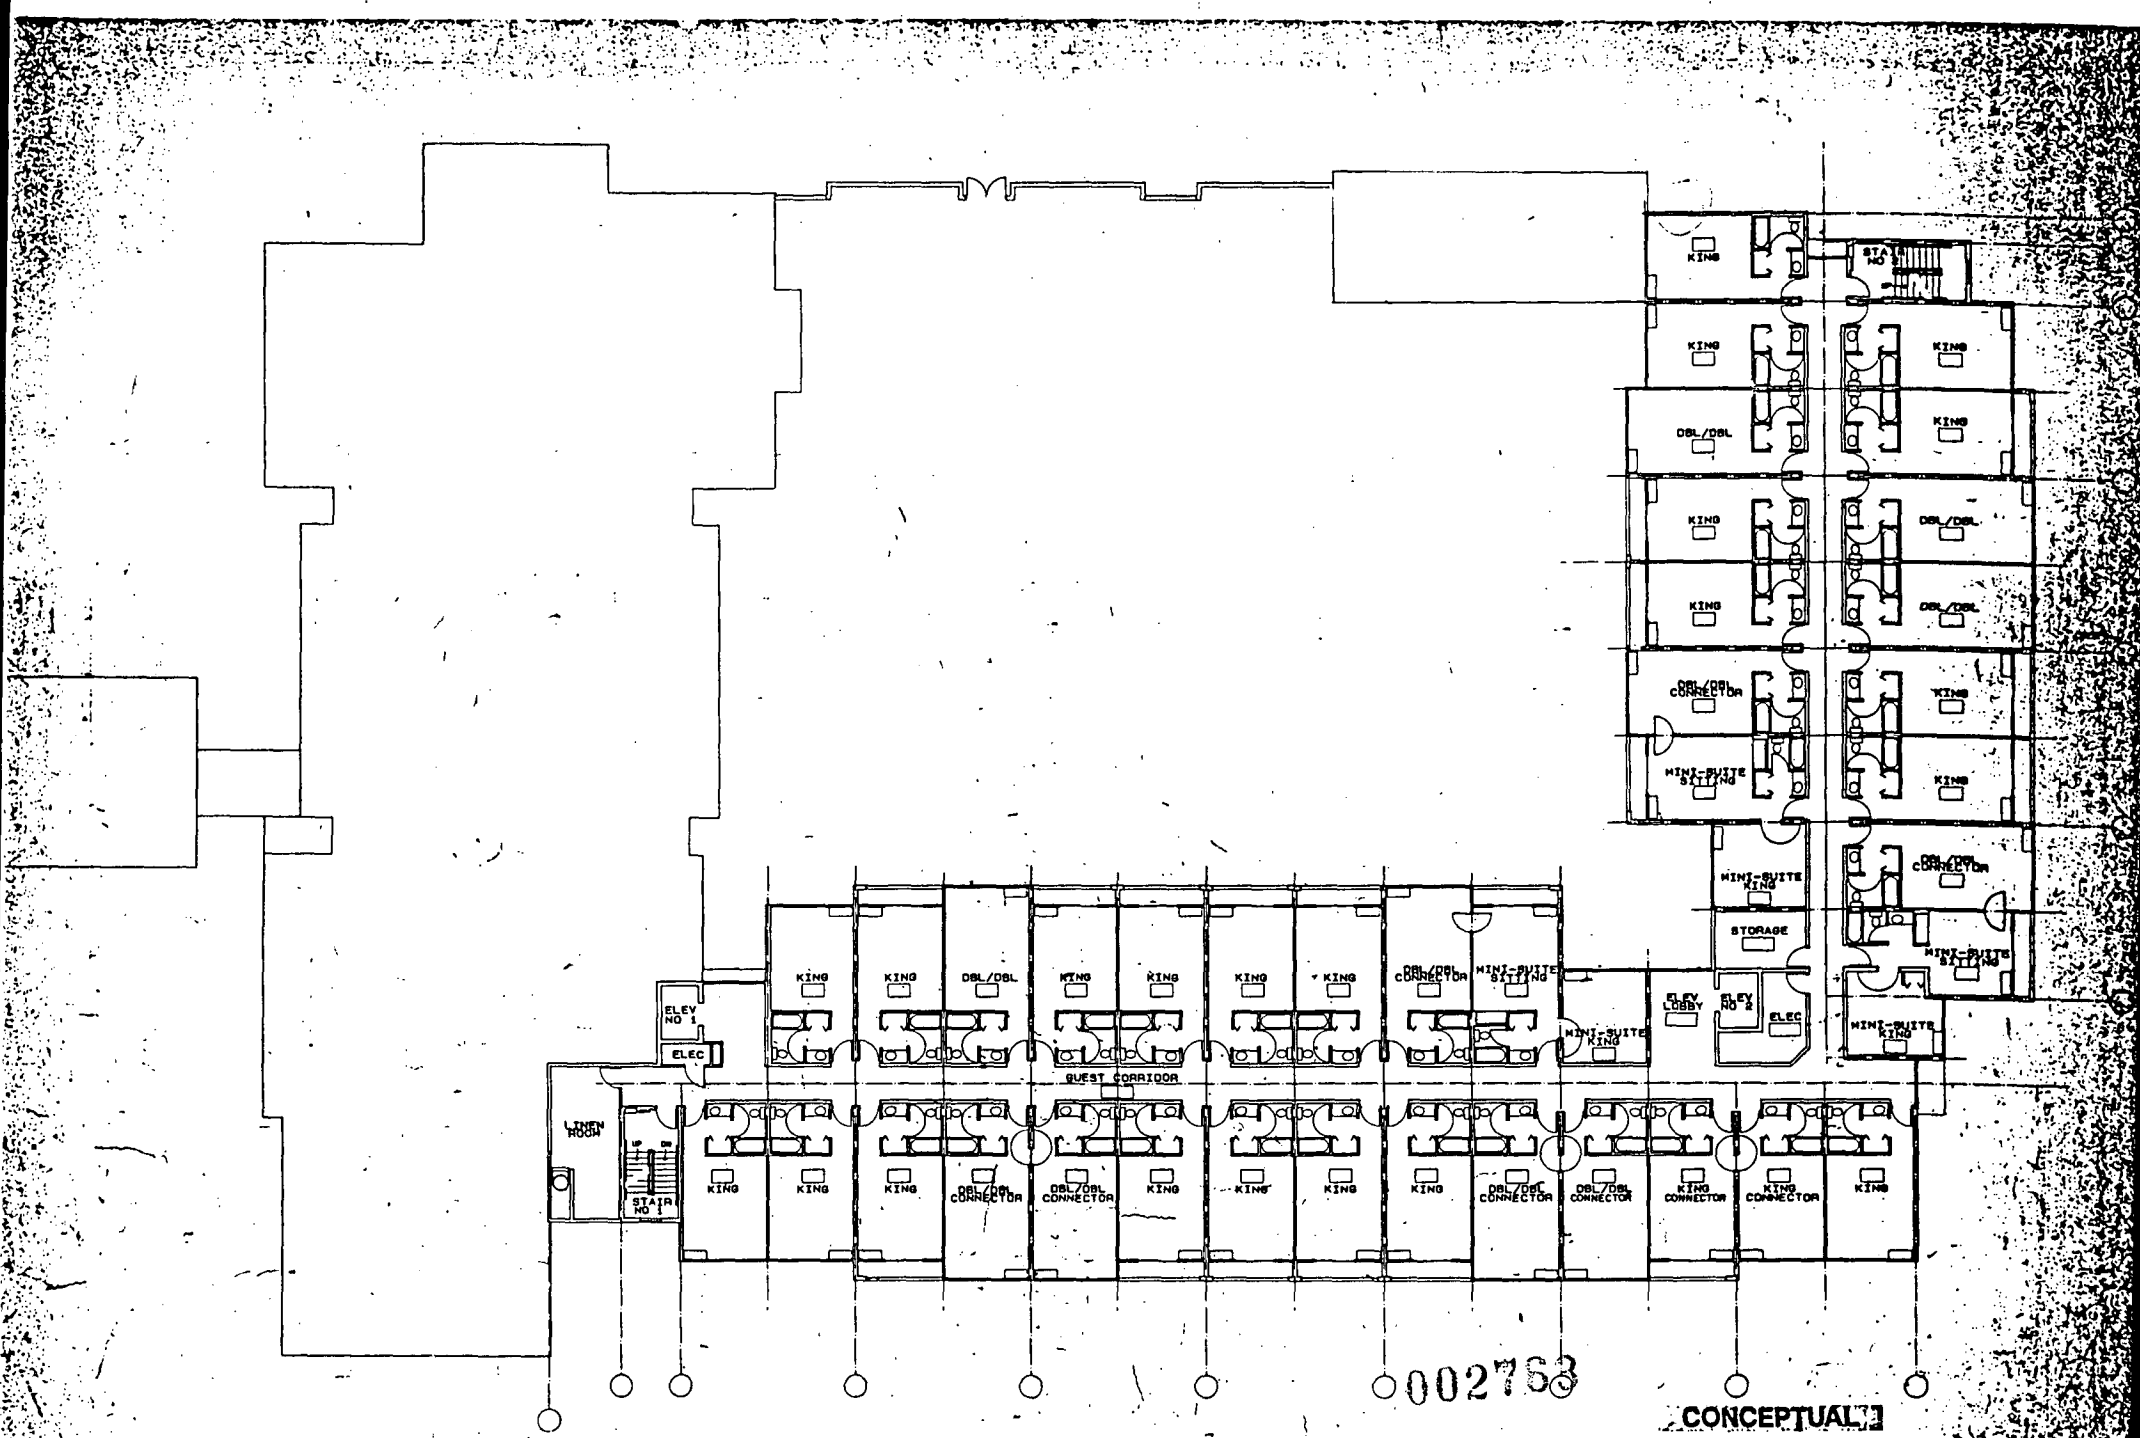 KING
STAIR
NO 2
KING
KING
DBL/DBL
KING
KING
DBL/DBL
KING
DBL/DBL
DBL/DBL
CONNECTOR
KING
MINI-SUITE
SITTING
KING
MINI-SUITE
KING
DBL/DBL
CONNECTOR
STORAGE
MINI-SUITE
SITTING
KING
KING
DBL/DBL
KING
KING
KING
KING
DBL/DBL
CONNECTOR
MINI-SUITE
SITTING
MINI-SUITE
KING
ELEV
LOBBY
ELEV
NO 2
ELEC
MINI-SUITE
KING
ELEV
NO 1
ELEC
GUEST CORRIDOR
LINEN
ROOM
UP
DN
STAIR
NO 1
KING
KING
KING
DBL/DBL
CONNECTOR
DBL/DBL
CONNECTOR
KING
KING
KING
KING
DBL/DBL
CONNECTOR
DBL/DBL
CONNECTOR
KING
CONNECTOR
KING
CONNECTOR
KING
002763
CONCEPTUAL